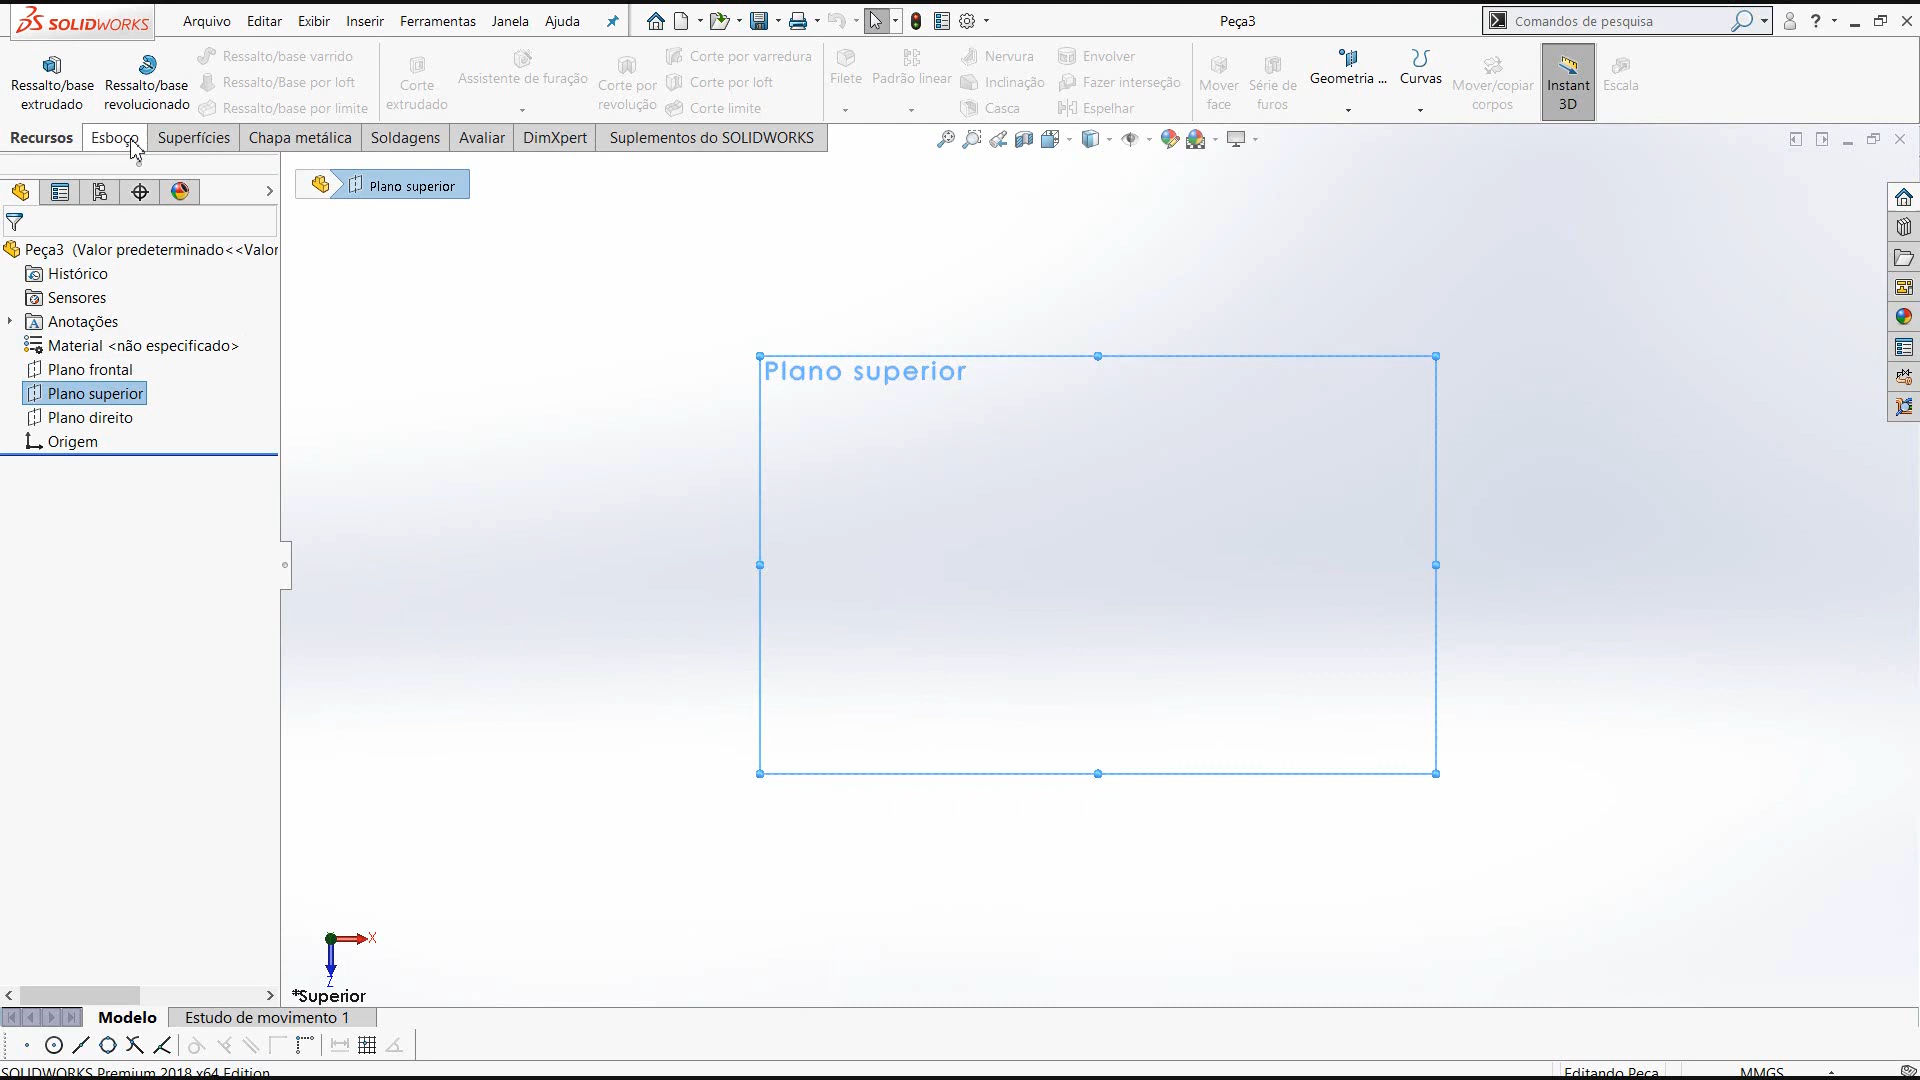 SOLIDWORKS Arquivo Editar Exibir Inserir Ferramentas Janela Ajuda Peça3 Comandos de pesquisa ?
Ressalto/base extrudado
Ressalto/base revolucionado
Ressalto/base varrido
Ressalto/Base por loft
Ressalto/base por limite
Corte extrudado
Assistente de furação
Corte por revolução
Corte por varredura
Corte por loft
Corte limite
Filete
Padrão linear
Nervura
Inclinação
Casca
Envolver
Fazer interseção
Espelhar
Mover face
Série de furos
Geometria ...
Curvas
Mover/copiar corpos
Instant 3D
Escala
Recursos Esboço Superfícies Chapa metálica Soldagens Avaliar DimXpert Suplementos do SOLIDWORKS
Plano superior
Peça3 (Valor predeterminado<<Valor
Histórico
Sensores
A Anotações
Material <não especificado>
Plano frontal
Plano superior
Plano direito
Origem
Plano superior
X
Z
*Superior
Modelo Estudo de movimento 1
SOLIDWORKS Premium 2018 x64 Edition Editando Peça MMGS